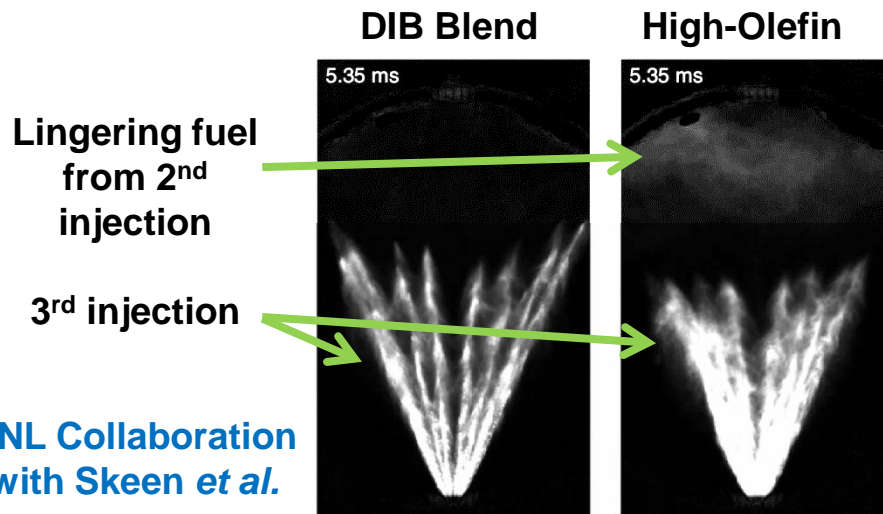 DIB Blend
High-Olefin
5.35 ms
5.35 ms
Lingering fuel
from 2nd
injection
3rd injection
NL Collaboration
with Skeen et al.